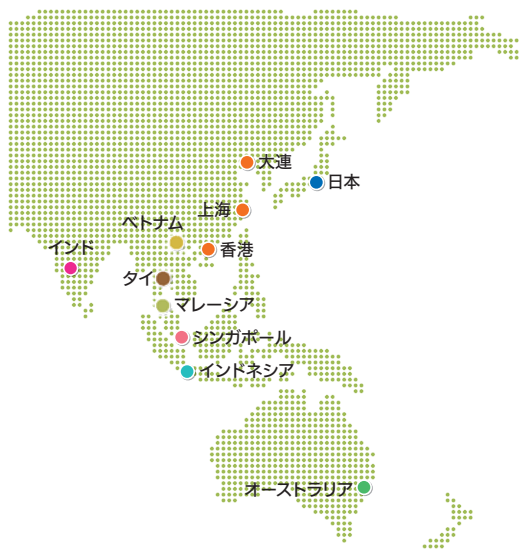 大連
日本
上海
ベトナム
インド
香港
タイ
マレーシア
シンガポール
インドネシア
オーストラリア